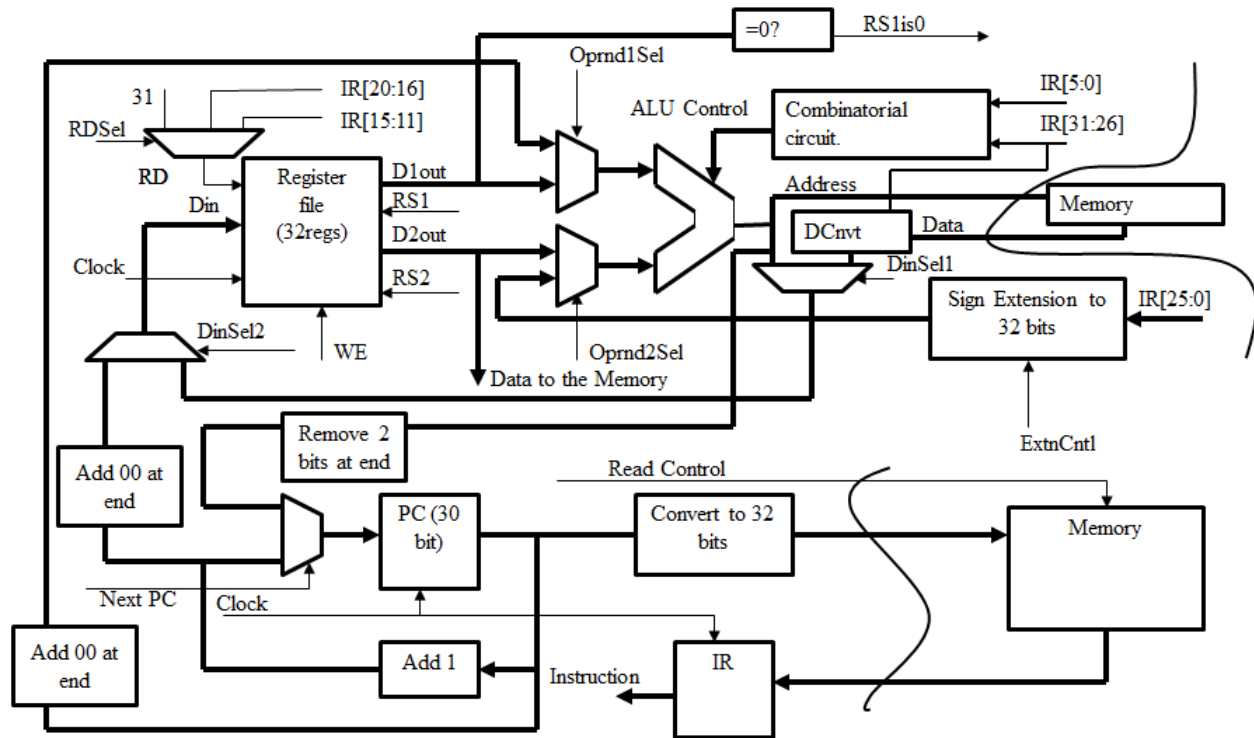 =0?
RS1is0
Oprnd1Sel
31
IR[20:16]
IR[15:11]
RDSel
RD
ALU Control
Combinatorial
circuit.
IR[5:0]
IR[31:26]
Register
file
(32regs)
D1out
RS1
D2out
RS2
Din
Clock
WE
DinSel2
Oprnd2Sel
Data to the Memory
Address
Memory
DCnvt
Data
DinSel1
Sign Extension to
32 bits
IR[25:0]
ExtnCntl
Remove 2
bits at end
Add 00 at
end
Read Control
PC (30
bit)
Convert to 32
bits
Memory
Next PC
Clock
Add 00 at
end
Add 1
Instruction
IR